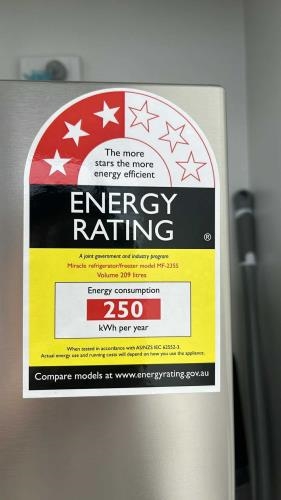 The more
stars the more
energy efficient
ENERGY
RATING
®
A joint government and industry program
Miracle refrigerator/freezer model MF-235S
Volume 209 litres
Energy consumption
250
kWh per year
When tested in accordance with AS/NZS IEC 62552-3.
Actual energy use and running costs will depend on how you use the appliance.
Compare models at www.energyrating.gov.au